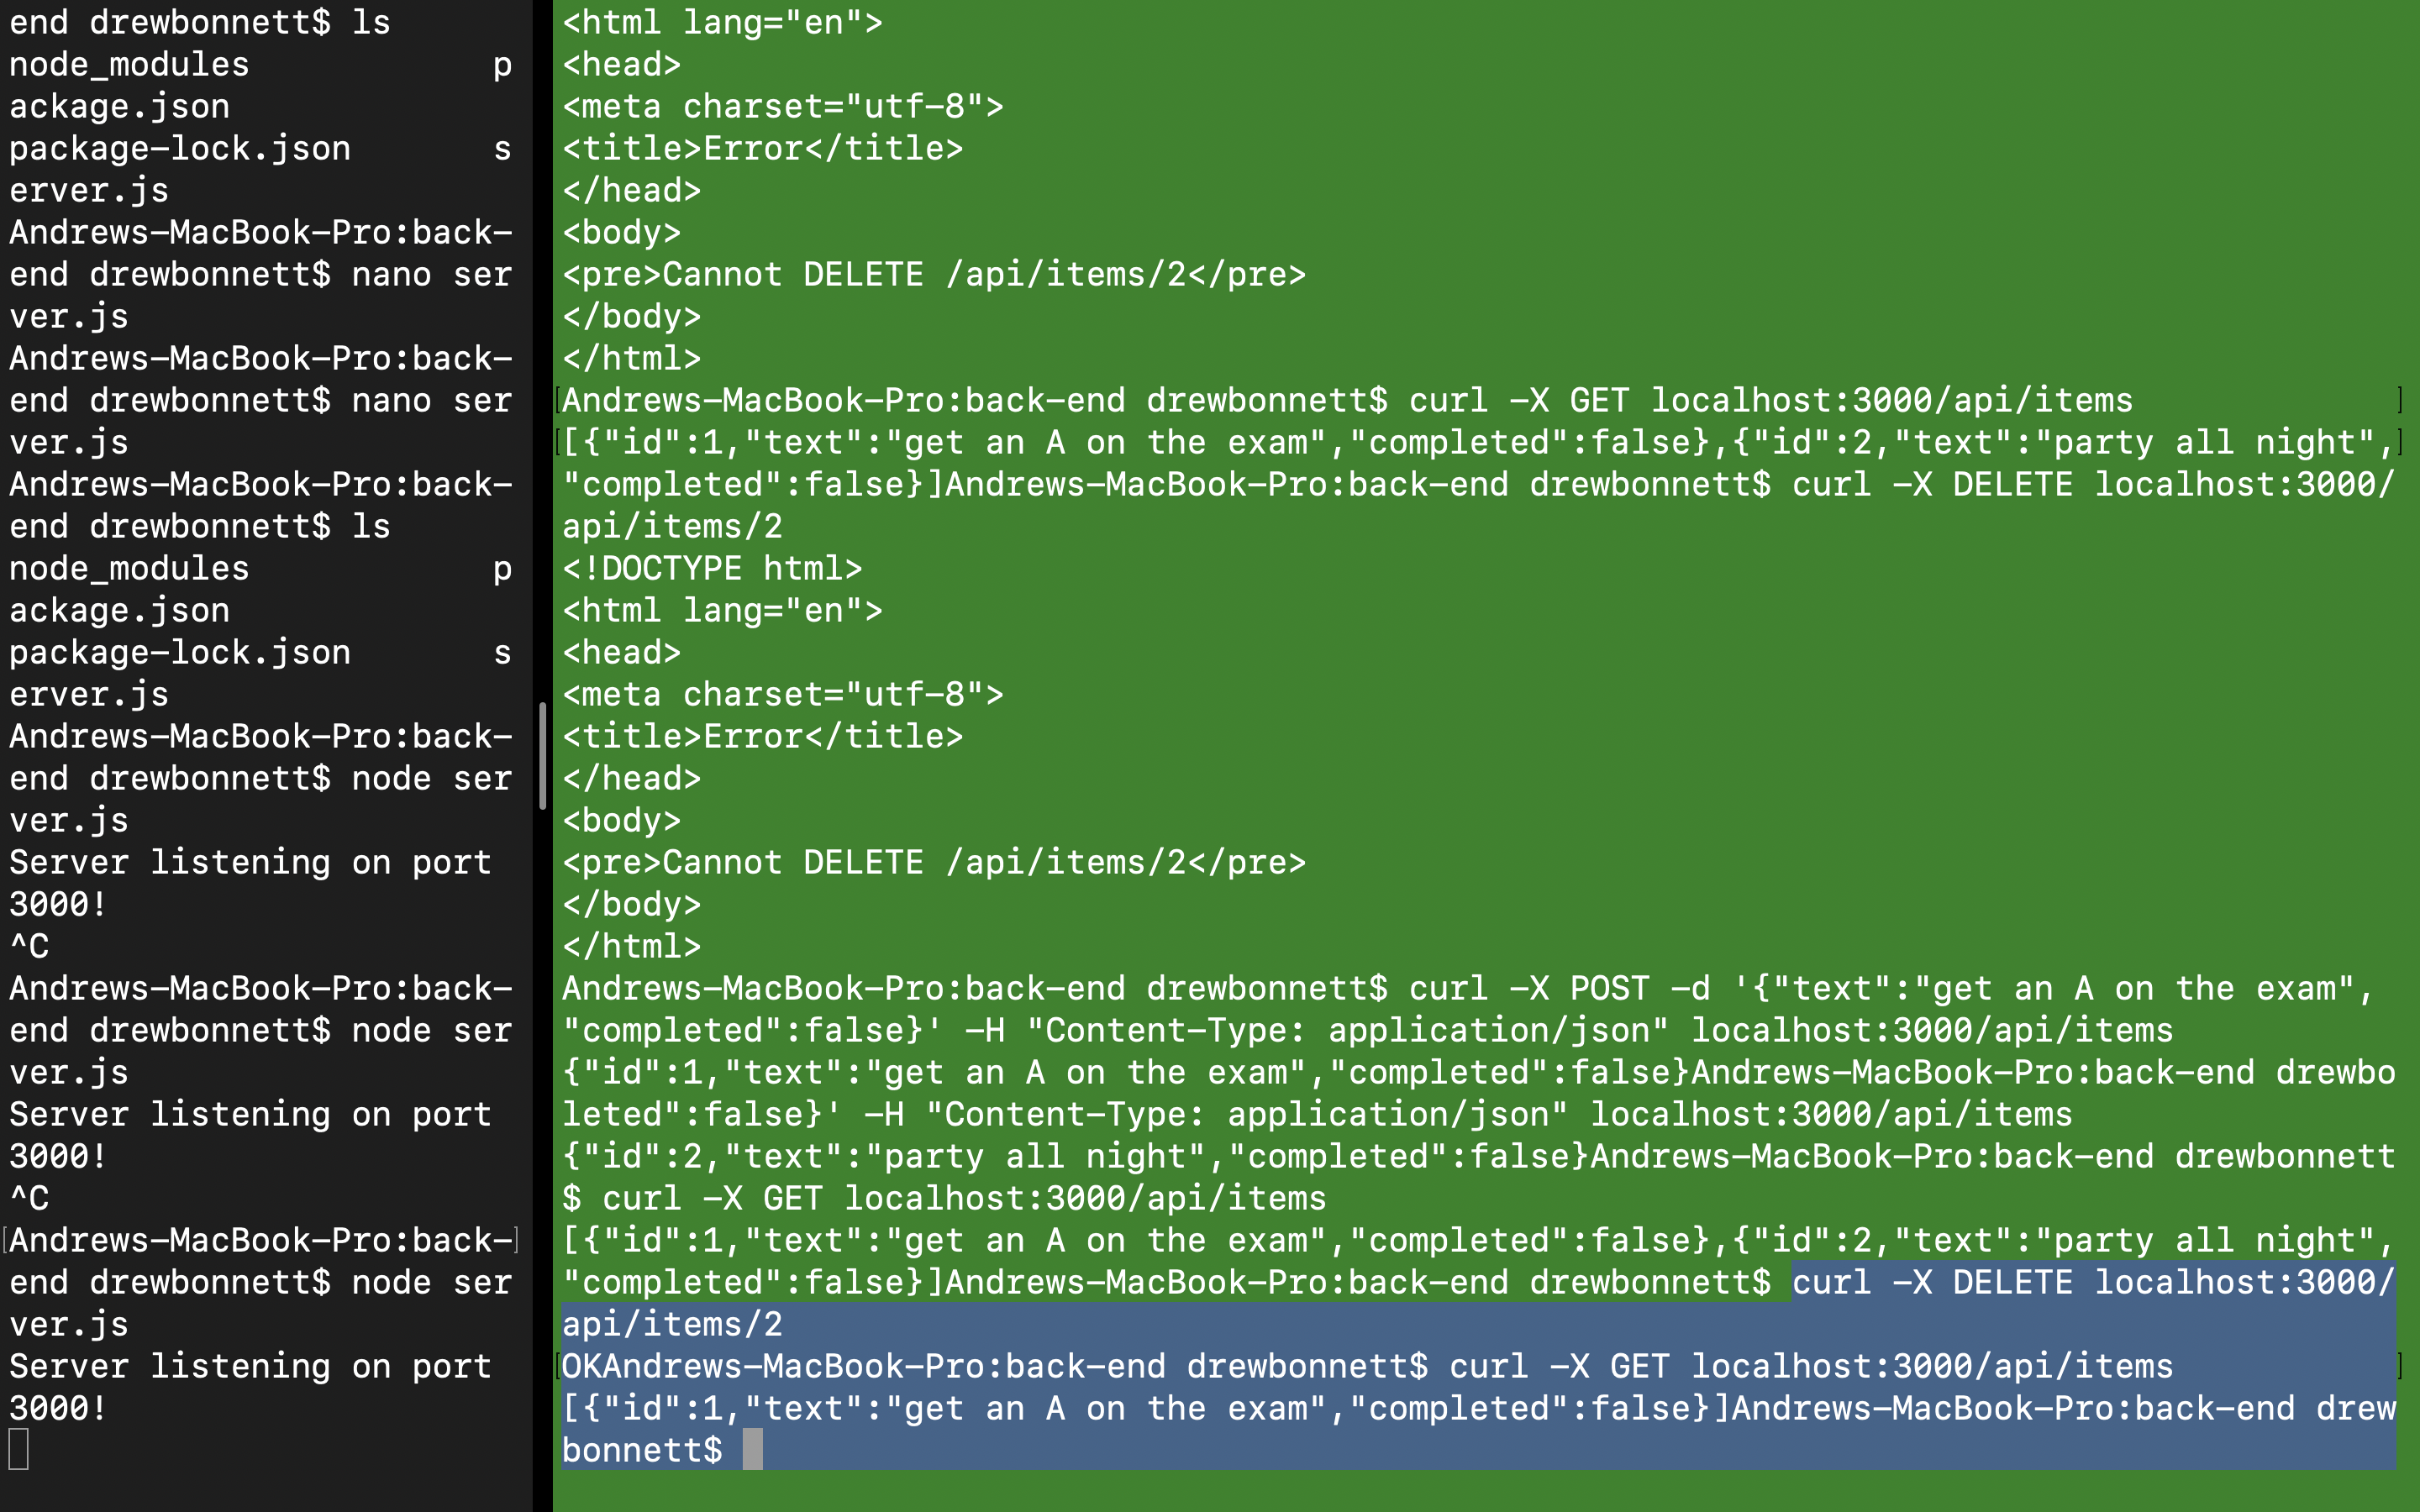 end drewbonnett$ ls
node_modules p
ackage.json
package-lock.json s
erver.js
Andrews-MacBook-Pro:back-
end drewbonnett$ nano ser
ver.js
Andrews-MacBook-Pro:back-
end drewbonnett$ nano ser
ver.js
Andrews-MacBook-Pro:back-
end drewbonnett$ ls
node_modules p
ackage.json
package-lock.json s
erver.js
Andrews-MacBook-Pro:back-
end drewbonnett$ node ser
ver.js
Server listening on port
3000!
^C
Andrews-MacBook-Pro:back-
end drewbonnett$ node ser
ver.js
Server listening on port
3000!
^C
[Andrews-MacBook-Pro:back-]
end drewbonnett$ node ser
ver.js
Server listening on port
3000!
<html lang="en">
<head>
<meta charset="utf-8">
<title>Error</title>
</head>
<body>
<pre>Cannot DELETE /api/items/2</pre>
</body>
</html>
[Andrews-MacBook-Pro:back-end drewbonnett$ curl -X GET localhost:3000/api/items ]
[[{"id":1,"text":"get an A on the exam","completed":false},{"id":2,"text":"party all night",]
"completed":false}]Andrews-MacBook-Pro:back-end drewbonnett$ curl -X DELETE localhost:3000/
api/items/2
<!DOCTYPE html>
<html lang="en">
<head>
<meta charset="utf-8">
<title>Error</title>
</head>
<body>
<pre>Cannot DELETE /api/items/2</pre>
</body>
</html>
Andrews-MacBook-Pro:back-end drewbonnett$ curl -X POST -d '{"text":"get an A on the exam",
"completed":false}' -H "Content-Type: application/json" localhost:3000/api/items
{"id":1,"text":"get an A on the exam","completed":false}Andrews-MacBook-Pro:back-end drewbo
leted":false}' -H "Content-Type: application/json" localhost:3000/api/items
{"id":2,"text":"party all night","completed":false}Andrews-MacBook-Pro:back-end drewbonnett
$ curl -X GET localhost:3000/api/items
[{"id":1,"text":"get an A on the exam","completed":false},{"id":2,"text":"party all night",
"completed":false}]Andrews-MacBook-Pro:back-end drewbonnett$ curl -X DELETE localhost:3000/
api/items/2
[OKAndrews-MacBook-Pro:back-end drewbonnett$ curl -X GET localhost:3000/api/items ]
[{"id":1,"text":"get an A on the exam","completed":false}]Andrews-MacBook-Pro:back-end drew
bonnett$